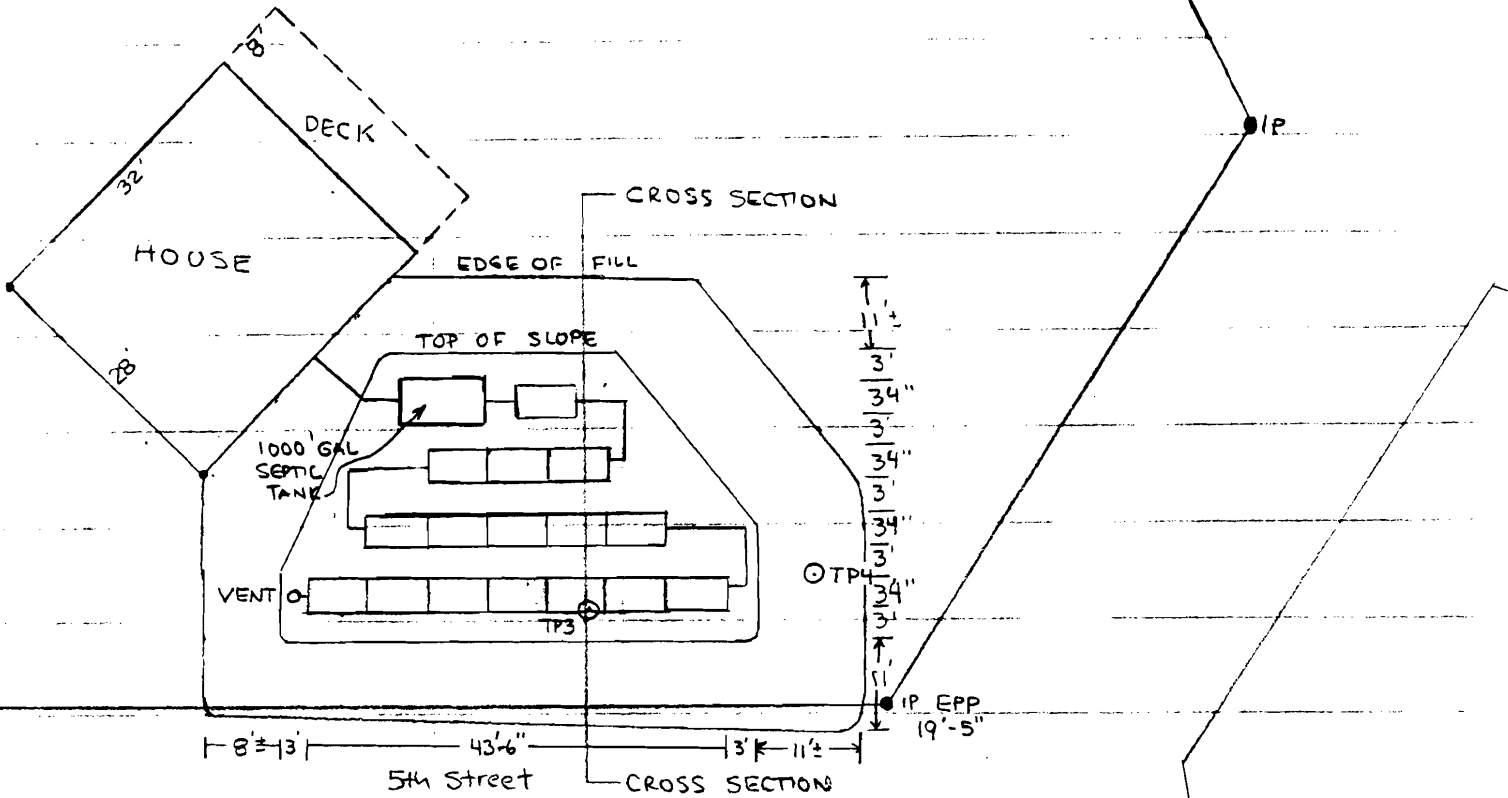 8'
DECK
IP
32'
CROSS SECTION
HOUSE
EDGE OF FILL
11'±
TOP OF SLOPE
3'
28'
34"
3'
1000 GAL
SEPTIC
TANK
34"
3'
34"
3'
TP4
34"
VENT
3'
TP3
11'
IP EPP
19'-5"
8'± 3' 43'-6" 3' 11'±
5th Street
CROSS SECTION